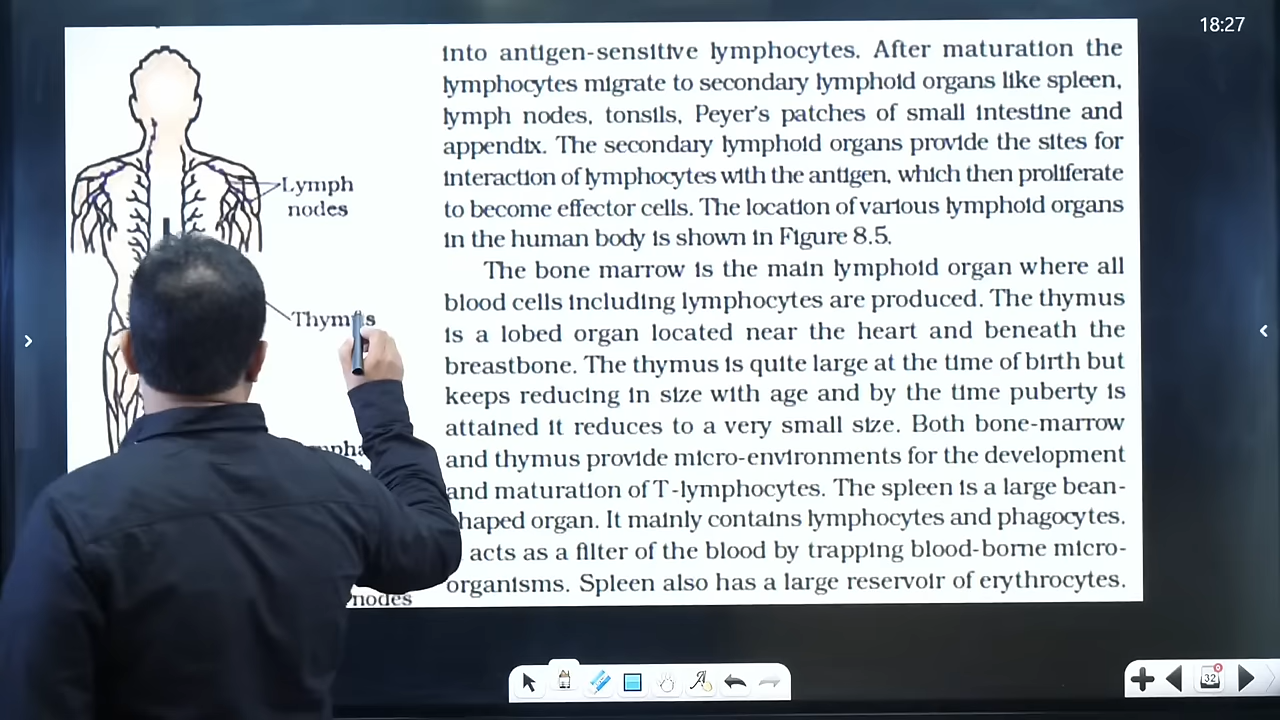 18:27
into antigen-sensitive lymphocytes. After maturation the
lymphocytes migrate to secondary lymphoid organs like spleen,
lymph nodes, tonsils, Peyer's patches of small intestine and
appendix. The secondary lymphoid organs provide the sites for
interaction of lymphocytes with the antigen, which then proliferate
to become effector cells. The location of various lymphoid organs
in the human body is shown in Figure 8.5.
The bone marrow is the main lymphoid organ where all
blood cells including lymphocytes are produced. The thymus
is a lobed organ located near the heart and beneath the
breastbone. The thymus is quite large at the time of birth but
keeps reducing in size with age and by the time puberty is
attained it reduces to a very small size. Both bone-marrow
and thymus provide micro-environments for the development
and maturation of T-lymphocytes. The spleen is a large bean-
haped organ. It mainly contains lymphocytes and phagocytes.
acts as a filter of the blood by trapping blood-borne micro-
organisms. Spleen also has a large reservoir of erythrocytes.
Lymph
nodes
Thymus
nodes
32